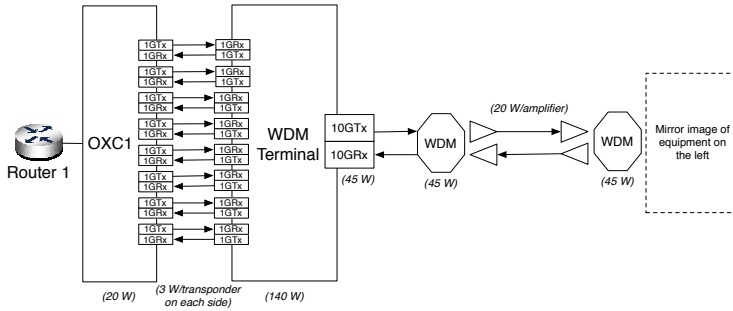 Router 1
OXC1
1GTx
1GRx
1GTx
1GRx
1GTx
1GRx
1GTx
1GRx
1GTx
1GRx
1GTx
1GRx
1GTx
1GRx
1GTx
1GRx
(20 W)
(3 W/transponder
on each side)
1GRx
1GTx
1GRx
1GTx
1GRx
1GTx
1GRx
1GTx
1GRx
1GTx
1GRx
1GTx
1GRx
1GTx
1GRx
1GTx
WDM
Terminal
(140 W)
10GTx
10GRx
(45 W)
WDM
(45 W)
(20 W/amplifier)
WDM
(45 W)
Mirror image of
equipment on
the left